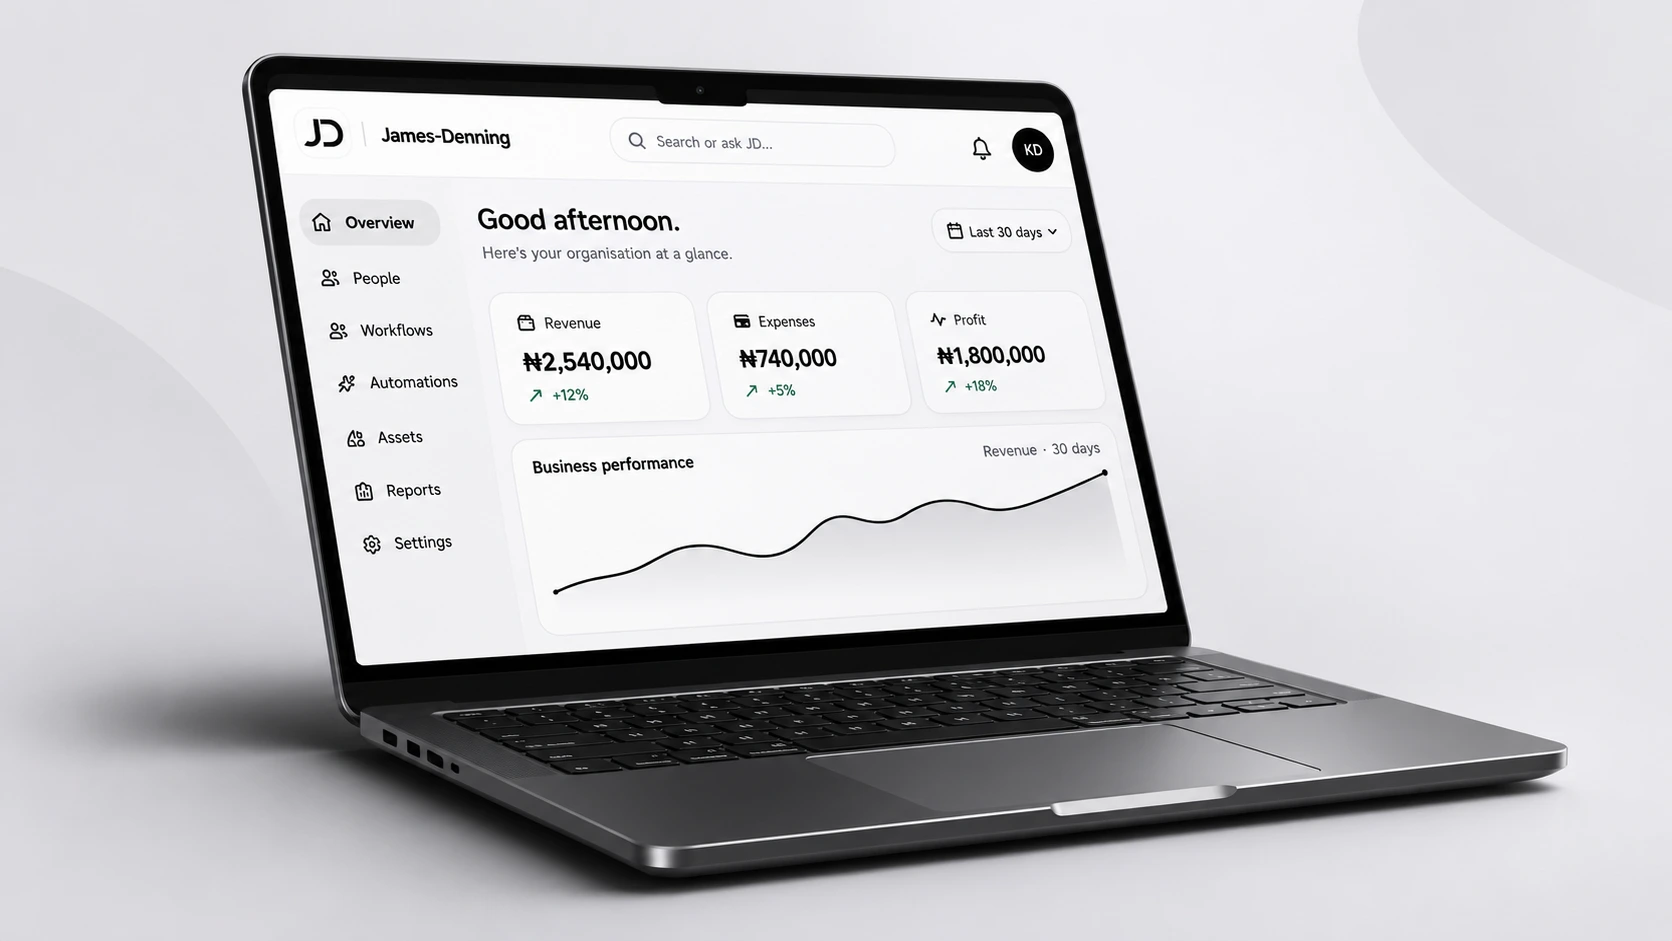 JD James-Denning
Search or ask JD...
KD
Overview
People
Workflows
Automations
Assets
Reports
Settings
Good afternoon.
Here's your organisation at a glance.
Last 30 days
Revenue
₦2,540,000
+12%
Expenses
₦740,000
+5%
Profit
₦1,800,000
+18%
Business performance
Revenue · 30 days